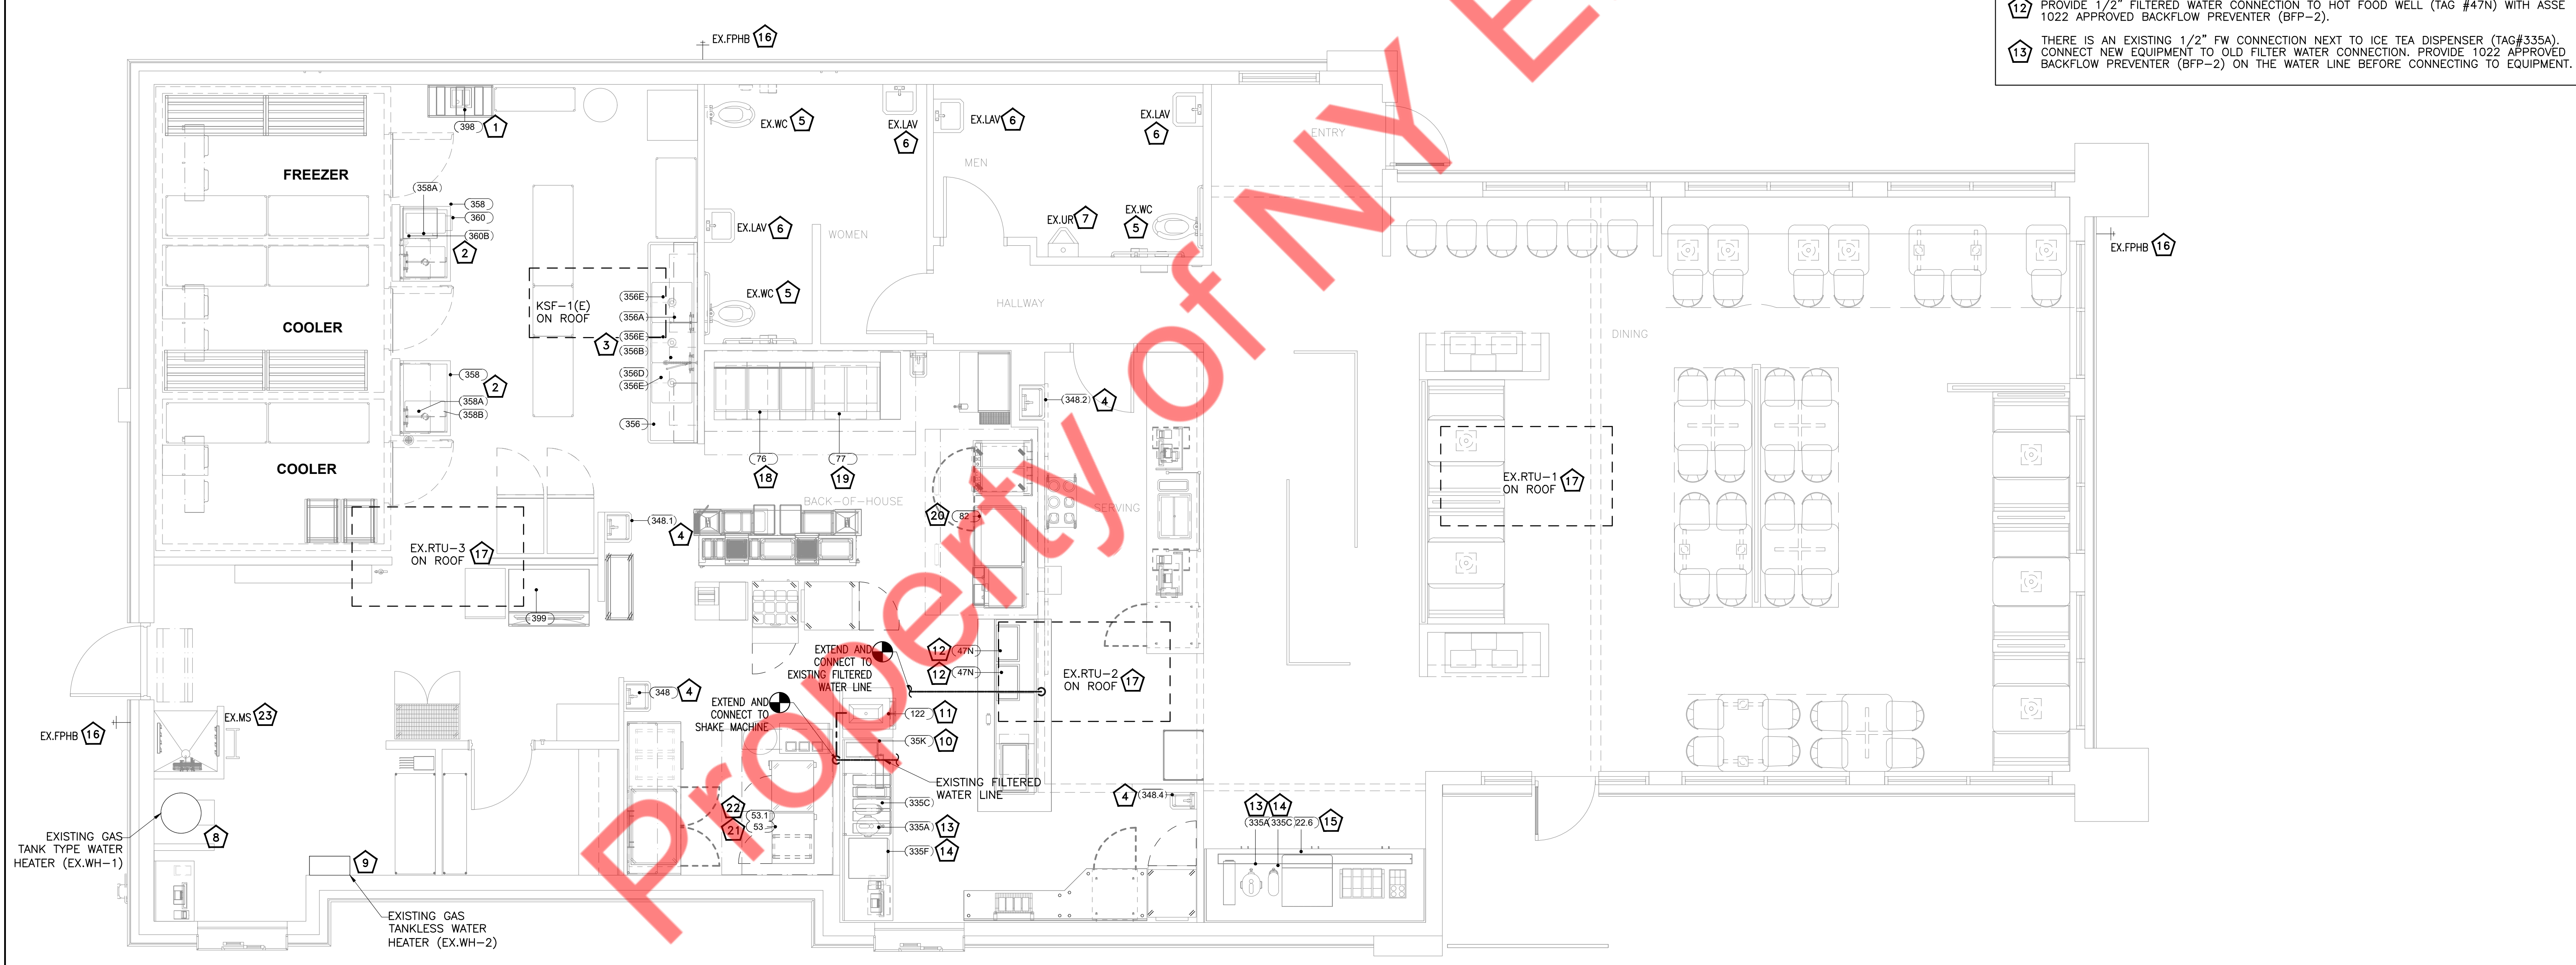 12 PROVIDE 1/2" FILTERED WATER CONNECTION TO HOT FOOD WELL (TAG #47N) WITH ASSE
1022 APPROVED BACKFLOW PREVENTER (BFP-2).
13 THERE IS AN EXISTING 1/2" FW CONNECTION NEXT TO ICE TEA DISPENSER (TAG#335A).
CONNECT NEW EQUIPMENT TO OLD FILTER WATER CONNECTION. PROVIDE 1022 APPROVED
BACKFLOW PREVENTER (BFP-2) ON THE WATER LINE BEFORE CONNECTING TO EQUIPMENT.
EX.FPHB 16
398 1
EX.WC 5
EX.LAV
6
EX.LAV 6
EX.LAV
6
ENTRY
MEN
FREEZER
358A
358
360
360B
2
EX.LAV 6
WOMEN
EX.UR 7
EX.WC
5
EX.FPHB 16
KSF-1(E)
ON ROOF
356E
356A
356E
3
356B
356D
356E
356
EX.WC 5
HALLWAY
COOLER
DINING
358
2
358A
358B
348.2 4
COOLER
76
18
77
19
BACK-OF-HOUSE
SERVING
EX.RTU-1
ON ROOF
17
348.1
4
20 82
EX.RTU-3
ON ROOF
17
399
EXTEND AND
CONNECT TO
EXISTING FILTERED
WATER LINE
12 47N
12 47N
EX.RTU-2
ON ROOF
17
348 4
EXTEND AND
CONNECT TO
SHAKE MACHINE
122 11
35K 10
EX.MS 23
EX.FPHB 16
EXISTING FILTERED
WATER LINE
335C
335A 13
335F 14
22
53.1
21
53
4 348.4
13 14
335A 335C 22.6 15
EXISTING GAS
TANK TYPE WATER
HEATER (EX.WH-1)
8
9
EXISTING GAS
TANKLESS WATER
HEATER (EX.WH-2)
Property of NY E